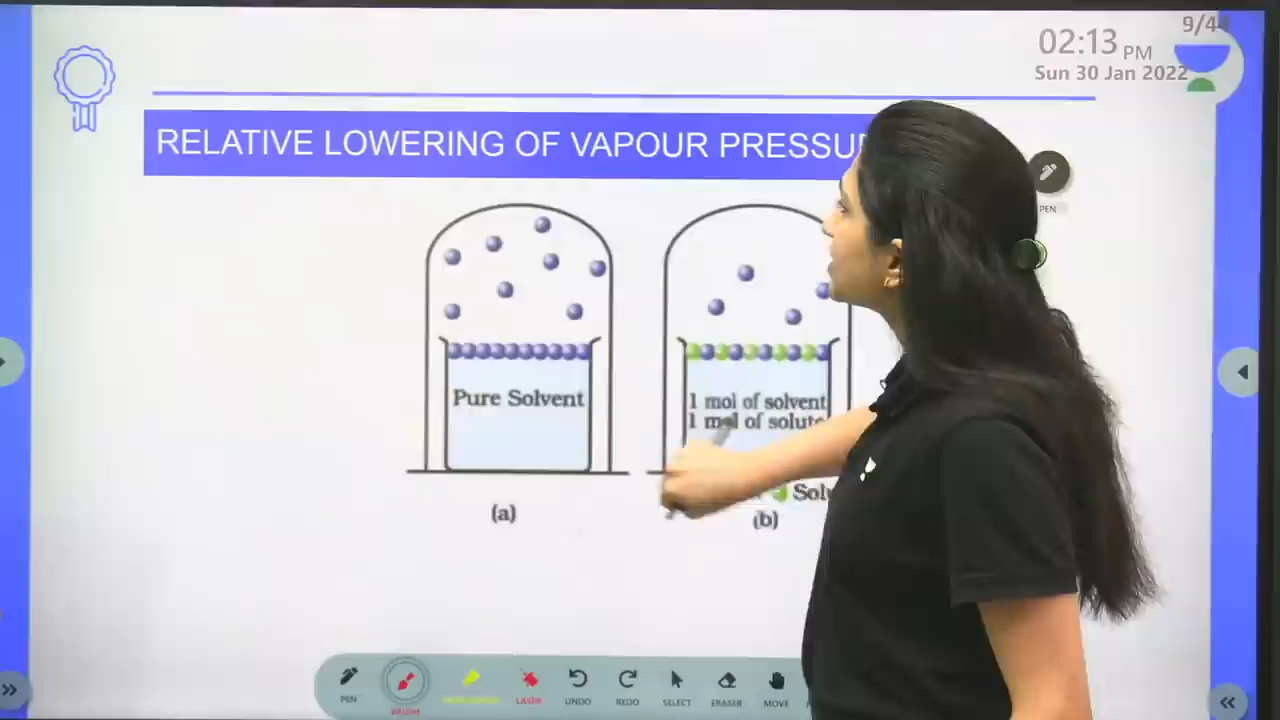 9/44
02:13 PM
Sun 30 Jan 2022
RELATIVE LOWERING OF VAPOUR
PEN
Pure Solvent
1 mol of solvent
1 mol of solute
(a)
(b)
PEN
LASER
UNDO
REDO
SELECT
ERASER
MOVE